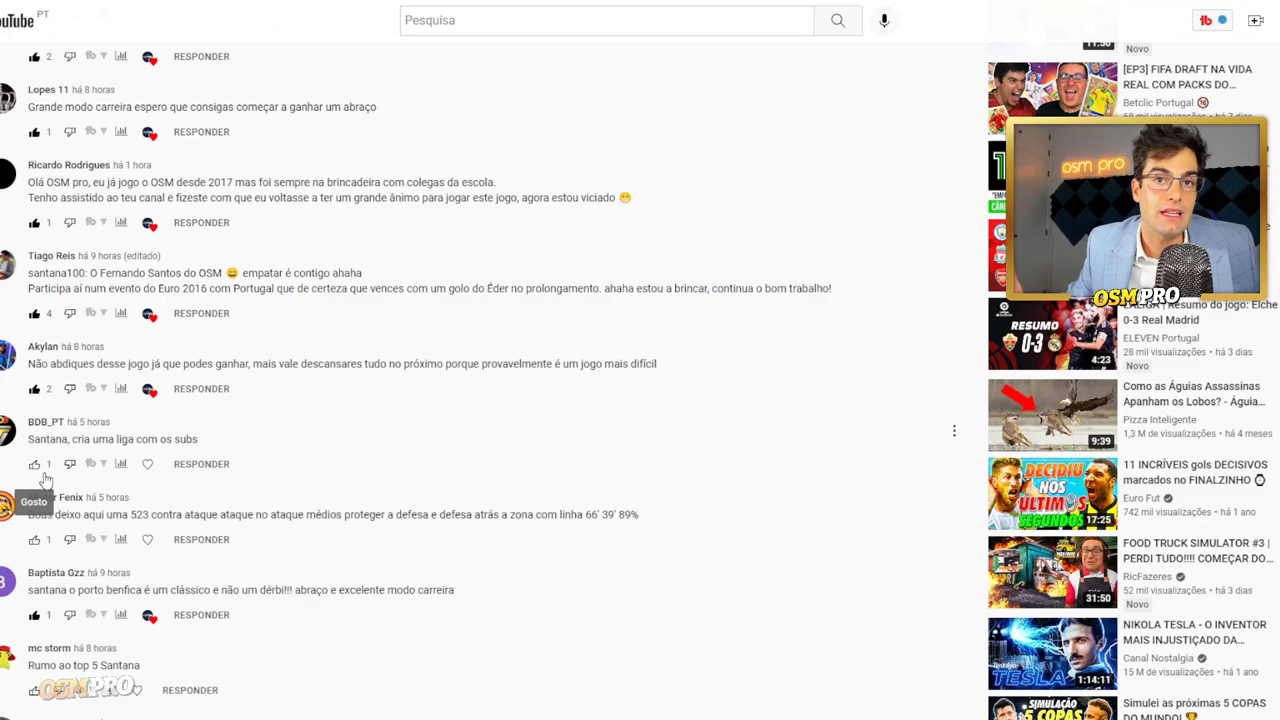 YouTube PT
Pesquisa
2 RESPONDER
Lopes 11 há 8 horas
Grande modo carreira espero que consigas começar a ganhar um abraço
1 RESPONDER
Ricardo Rodrigues há 1 hora
Olá OSM pro, eu já jogo o OSM desde 2017 mas foi sempre na brincadeira com colegas da escola.
Tenho assistido ao teu canal e fizeste com que eu voltasse a ter um grande ânimo para jogar este jogo, agora estou viciado 😁
1 RESPONDER
Tiago Reis há 9 horas (editado)
santana100: O Fernando Santos do OSM 😄 empatar é contigo ahaha
Participa aí num evento do Euro 2016 com Portugal que de certeza que vences com um golo do Éder no prolongamento. ahaha estou a brincar, continua o bom trabalho!
4 RESPONDER
Akylan há 8 horas
Não abdiques desse jogo já que podes ganhar, mais vale descansares tudo no próximo porque provavelmente é um jogo mais difícil
2 RESPONDER
BDB_PT há 5 horas
Santana, cria uma liga com os subs
1 RESPONDER
Gosto
Fenix há 5 horas
deixo aqui uma 523 contra ataque ataque no ataque médios proteger a defesa e defesa atrás a zona com linha 66' 39' 89%
1 RESPONDER
Baptista Gzz há 9 horas
santana o porto benfica é um clássico e não um dérbi!!! abraço e excelente modo carreira
1 RESPONDER
mc storm há 8 horas
Rumo ao top 5 Santana
OSM PRO
RESPONDER
11:50
Novo
[EP3] FIFA DRAFT NA VIDA
REAL COM PACKS DO...
Betclic Portugal
68 mil visualizações • há 7 dias
osm pro
OSM PRO
LALIGA | Resumo do jogo: Elche
0-3 Real Madrid
ELEVEN Portugal
28 mil visualizações • há 3 dias
Novo
RESUMO
0-3
4:23
Como as Águias Assassinas
Apanham os Lobos? - Águia...
Pizza Inteligente
1,3 M de visualizações • há 4 meses
9:39
11 INCRÍVEIS gols DECISIVOS
marcados no FINALZINHO
Euro Fut
742 mil visualizações • há 1 ano
DECIDIU
NOS
ÚLTIMOS
SEGUNDOS
17:25
FOOD TRUCK SIMULATOR #3 |
PERDI TUDO!!!! COMEÇAR DO...
RicFazeres
52 mil visualizações • há 3 dias
Novo
31:50
NIKOLA TESLA - O INVENTOR
MAIS INJUSTIÇADO DA...
Canal Nostalgia
15 M de visualizações • há 1 ano
Nostalgia
TESLA
1:14:11
Simulei as próximas 5 COPAS
DO MUNDO! 🏆
SIMULAÇÃO
5 COPAS